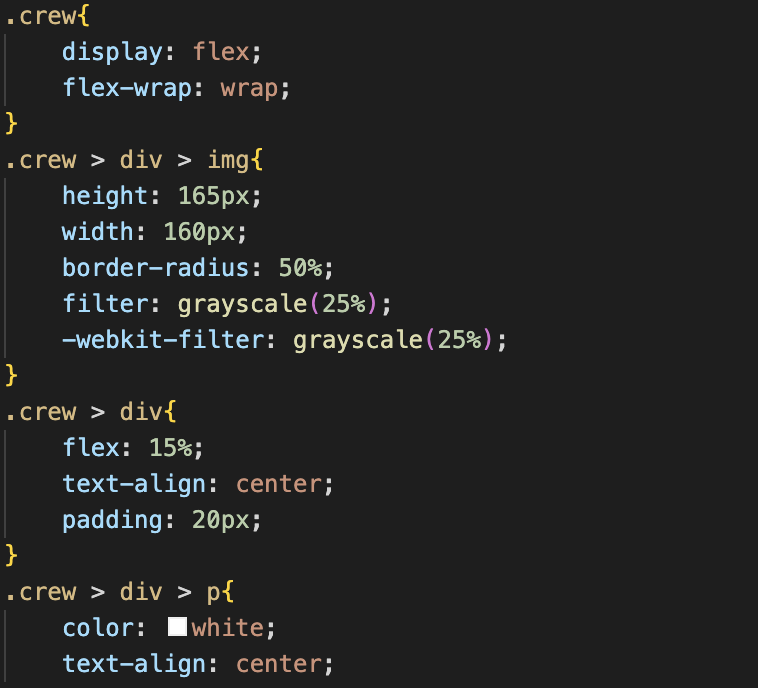 .crew{
    display: flex;
    flex-wrap: wrap;
}
.crew > div > img{
    height: 165px;
    width: 160px;
    border-radius: 50%;
    filter: grayscale(25%);
    -webkit-filter: grayscale(25%);
}
.crew > div{
    flex: 15%;
    text-align: center;
    padding: 20px;
}
.crew > div > p{
    color: white;
    text-align: center;